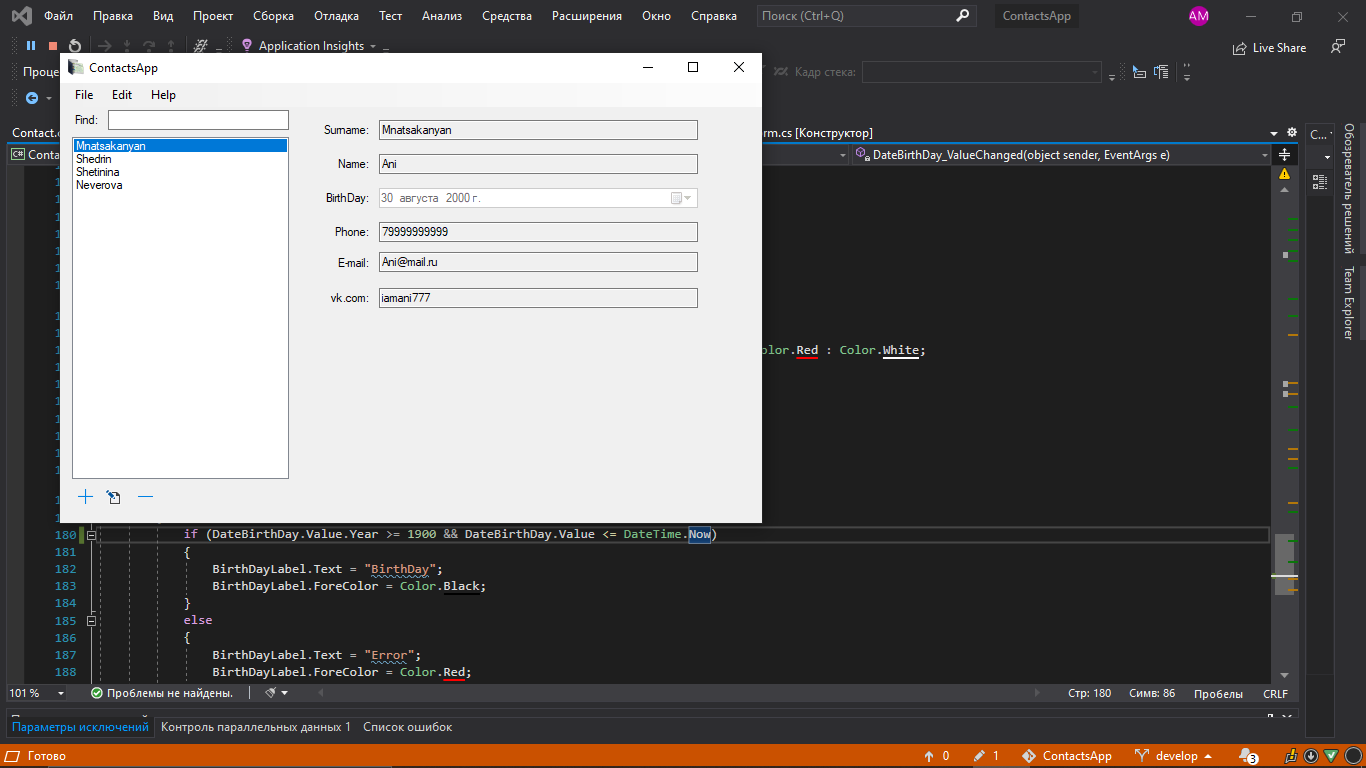 Файл Правка Вид Проект Сборка Отладка Тест Анализ Средства Расширения Окно Справка Поиск (Ctrl+Q) ContactsApp AM
Application Insights
Live Share
Проце Кадр стека:
ContactsApp
File Edit Help
Find:
Mnatsakanyan
Shedrin
Shetinina
Neverova
Surname: Mnatsakanyan
Name: Ani
BirthDay: 30 августа 2000 г.
Phone: 79999999999
E-mail: Ani@mail.ru
vk.com: iamani777
Contact. rm.cs [Конструктор] С...
C# Conta DateBirthDay_ValueChanged(object sender, EventArgs e)
Обозреватель решений
Team Explorer
olor.Red : Color.White;
180 if (DateBirthDay.Value.Year >= 1900 && DateBirthDay.Value <= DateTime.Now)
181 {
182 BirthDayLabel.Text = "BirthDay";
183 BirthDayLabel.ForeColor = Color.Black;
184 }
185 else
186 {
187 BirthDayLabel.Text = "Error";
188 BirthDayLabel.ForeColor = Color.Red;
101 % Проблемы не найдены. Стр: 180 Симв: 86 Пробелы CRLF
Параметры исключений Контроль параллельных данных 1 Список ошибок
Готово 0 1 ContactsApp develop 3